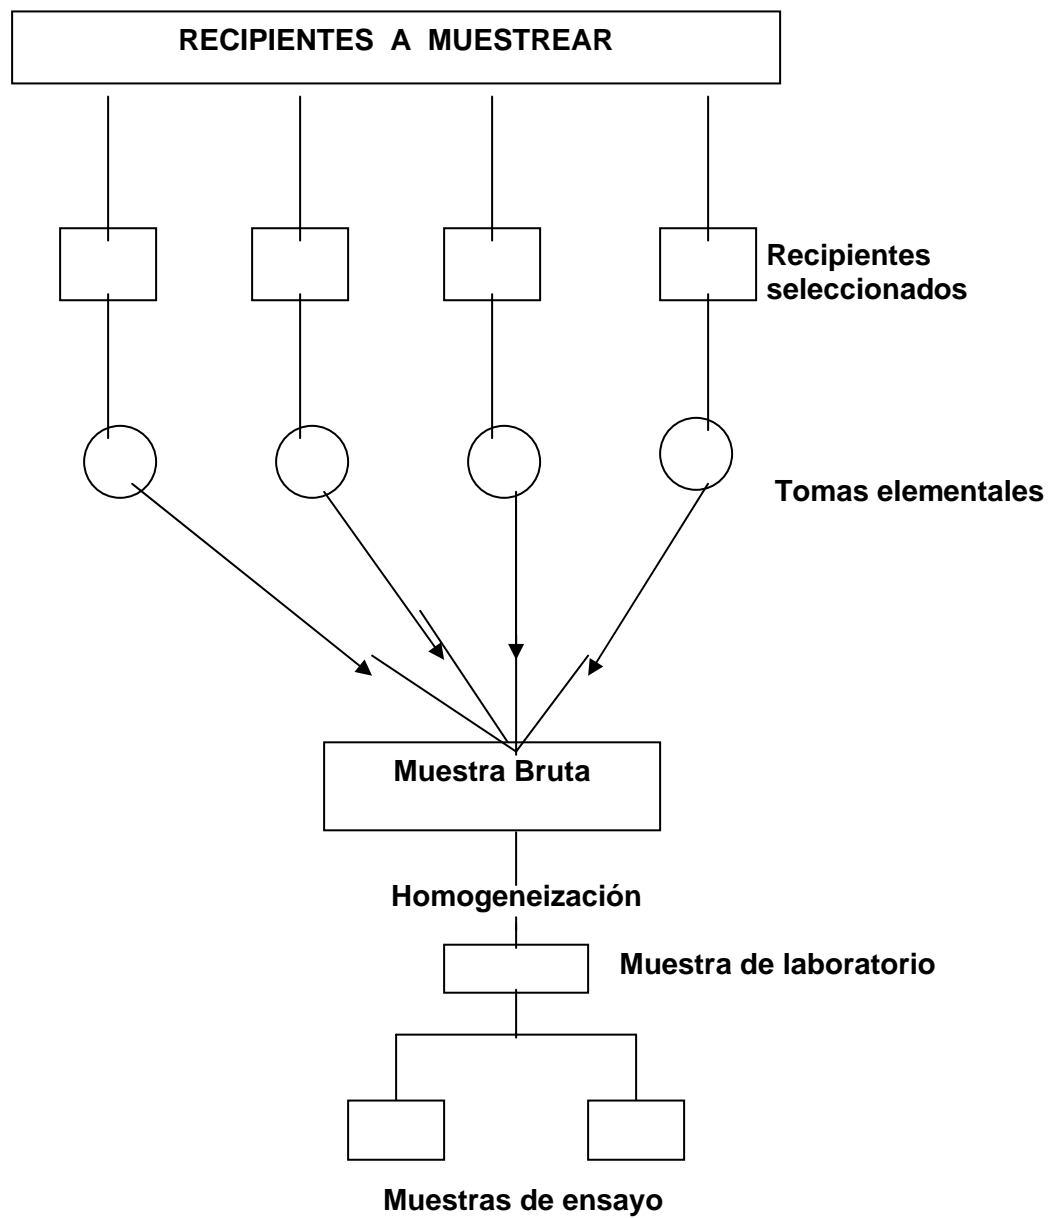 RECIPIENTES A MUESTREAR
Recipientes
seleccionados
Tomas elementales
Muestra Bruta
Homogeneización
Muestra de laboratorio
Muestras de ensayo